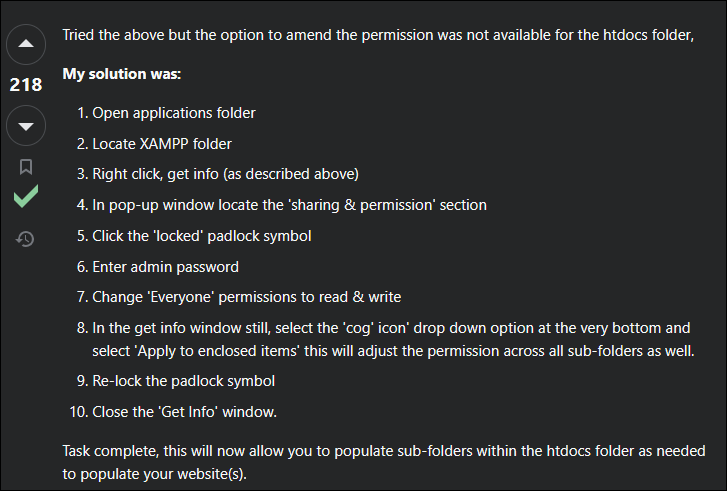 Tried the above but the option to amend the permission was not available for the htdocs folder,
My solution was:
218
1. Open applications folder
2. Locate XAMPP folder
3. Right click, get info (as described above)
4. In pop-up window locate the 'sharing & permission' section
5. Click the 'locked' padlock symbol
6. Enter admin password
7. Change 'Everyone' permissions to read & write
8. In the get info window still, select the 'cog' icon' drop down option at the very bottom and
select 'Apply to enclosed items' this will adjust the permission across all sub-folders as well.
9. Re-lock the padlock symbol
10. Close the 'Get Info' window.
Task complete, this will now allow you to populate sub-folders within the htdocs folder as needed
to populate your website(s).